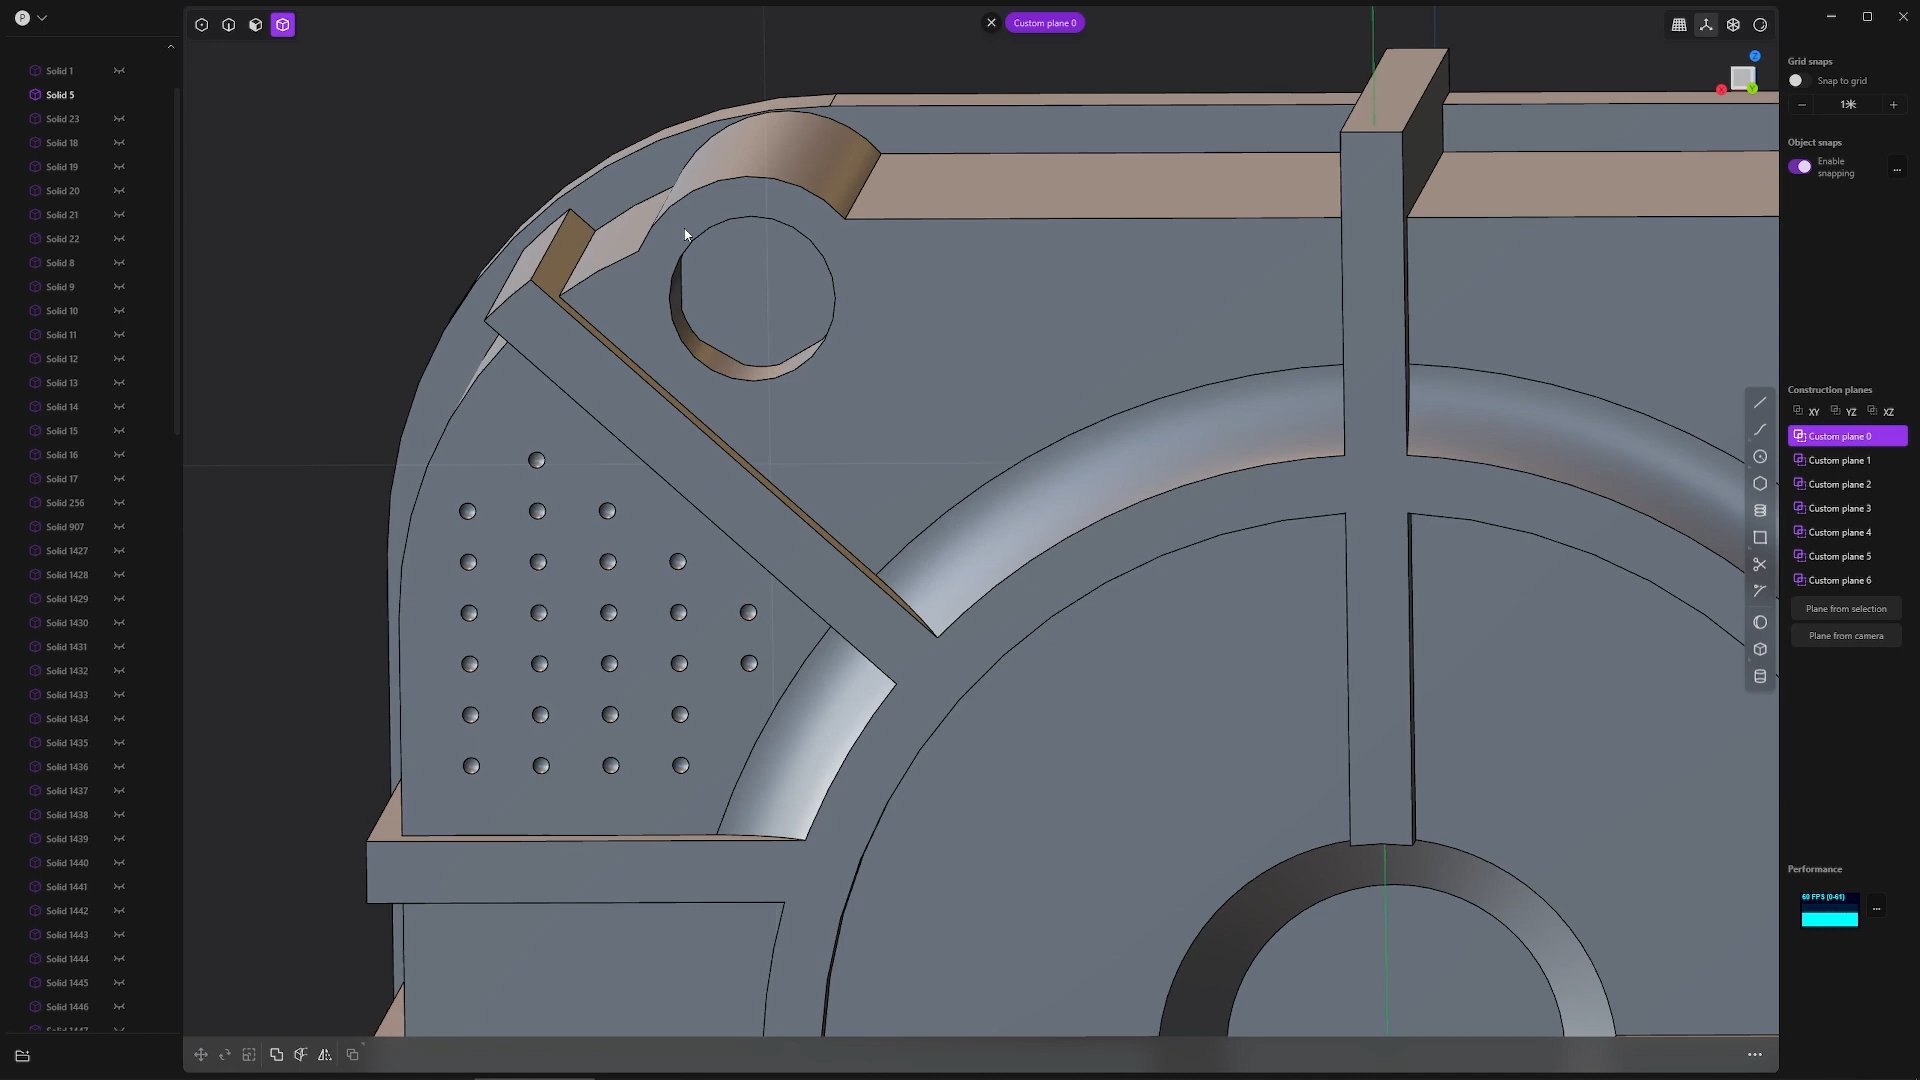 P
Custom plane 0
Solid 1
Solid 5
Solid 23
Solid 18
Solid 19
Solid 20
Solid 21
Solid 22
Solid 8
Solid 9
Solid 10
Solid 11
Solid 12
Solid 13
Solid 14
Solid 15
Solid 16
Solid 17
Solid 256
Solid 907
Solid 1427
Solid 1428
Solid 1429
Solid 1430
Solid 1431
Solid 1432
Solid 1433
Solid 1434
Solid 1435
Solid 1436
Solid 1437
Solid 1438
Solid 1439
Solid 1440
Solid 1441
Solid 1442
Solid 1443
Solid 1444
Solid 1445
Solid 1446
Solid 1447
Z
X
Y
Grid snaps
Snap to grid
Object snaps
Enable snapping
...
Construction planes
XY YZ XZ
Custom plane 0
Custom plane 1
Custom plane 2
Custom plane 3
Custom plane 4
Custom plane 5
Custom plane 6
Plane from selection
Plane from camera
Performance
60 FPS (0-61)
...